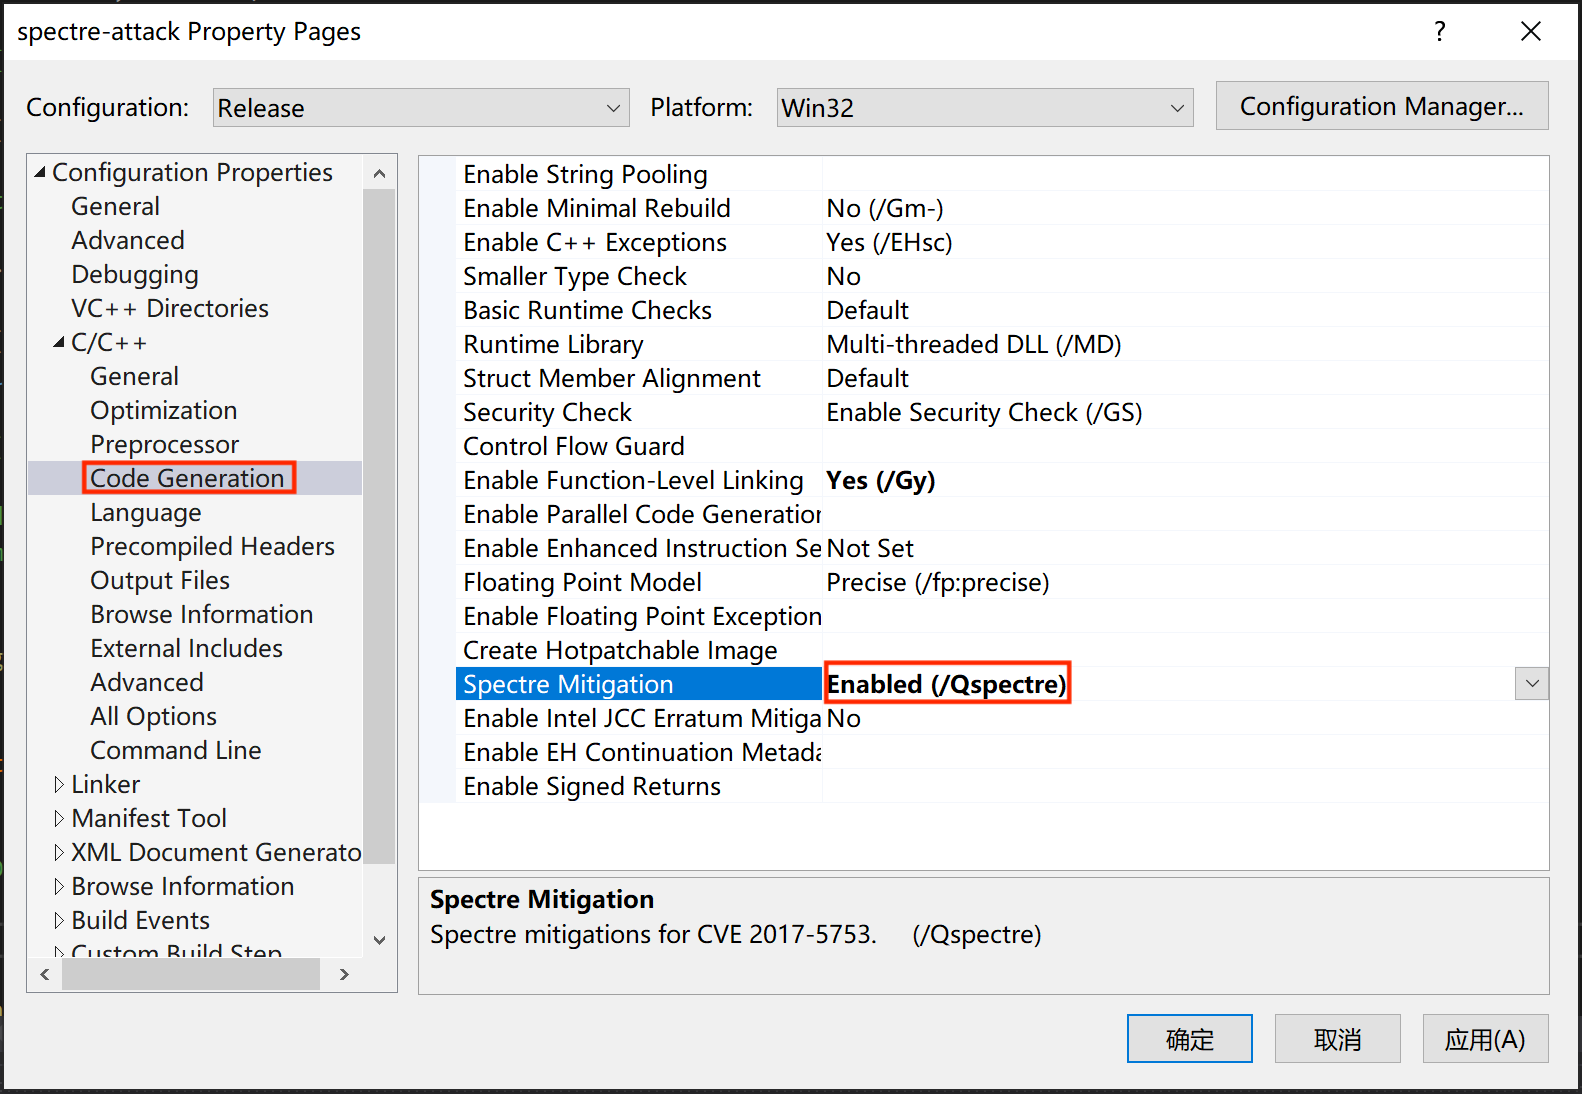 spectre-attack Property Pages
?
Configuration: Release Platform: Win32 Configuration Manager...
Configuration Properties
General
Advanced
Debugging
VC++ Directories
C/C++
General
Optimization
Preprocessor
Code Generation
Language
Precompiled Headers
Output Files
Browse Information
External Includes
Advanced
All Options
Command Line
Linker
Manifest Tool
XML Document Generato
Browse Information
Build Events
Custom Build Step
Enable String Pooling
Enable Minimal Rebuild No (/Gm-)
Enable C++ Exceptions Yes (/EHsc)
Smaller Type Check No
Basic Runtime Checks Default
Runtime Library Multi-threaded DLL (/MD)
Struct Member Alignment Default
Security Check Enable Security Check (/GS)
Control Flow Guard
Enable Function-Level Linking Yes (/Gy)
Enable Parallel Code Generation
Enable Enhanced Instruction Se Not Set
Floating Point Model Precise (/fp:precise)
Enable Floating Point Exception
Create Hotpatchable Image
Spectre Mitigation Enabled (/Qspectre)
Enable Intel JCC Erratum Mitiga No
Enable EH Continuation Metada
Enable Signed Returns
Spectre Mitigation
Spectre mitigations for CVE 2017-5753. (/Qspectre)
确定 取消 应用(A)